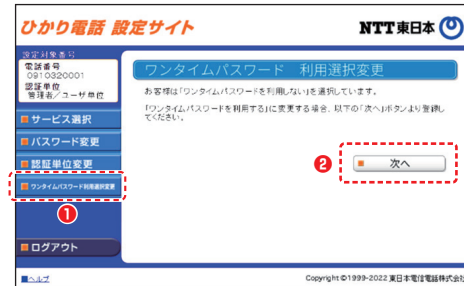 ひかり電話 設定サイト
NTT東日本
設定対象番号
電話番号
0910320001
認証単位
管理者/ユーザ単位
ワンタイムパスワード 利用選択変更
お客様は「ワンタイムパスワードを利用しない」を選択しています。
「ワンタイムパスワードを利用する」に変更する場合、以下の「次へ」ボタンより登録し
てください。
サービス選択
パスワード変更
認証単位変更
ワンタイムパスワード利用選択変更
1
2
次へ
ログアウト
ヘルプ
Copyright©1999-2022 東日本電信電話株式会社